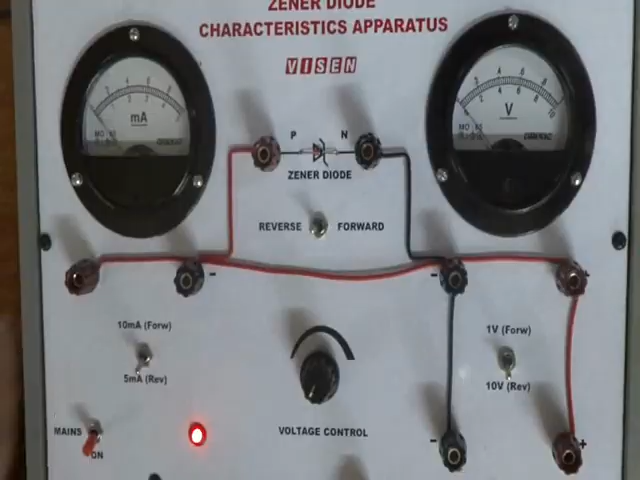 ZENER DIODE
CHARACTERISTICS APPARATUS
VISEN
mA
V
P N
ZENER DIODE
REVERSE FORWARD
- - +
10mA (Forw)
5mA (Rev)
1V (Forw)
10V (Rev)
MAINS
ON
VOLTAGE CONTROL
- +